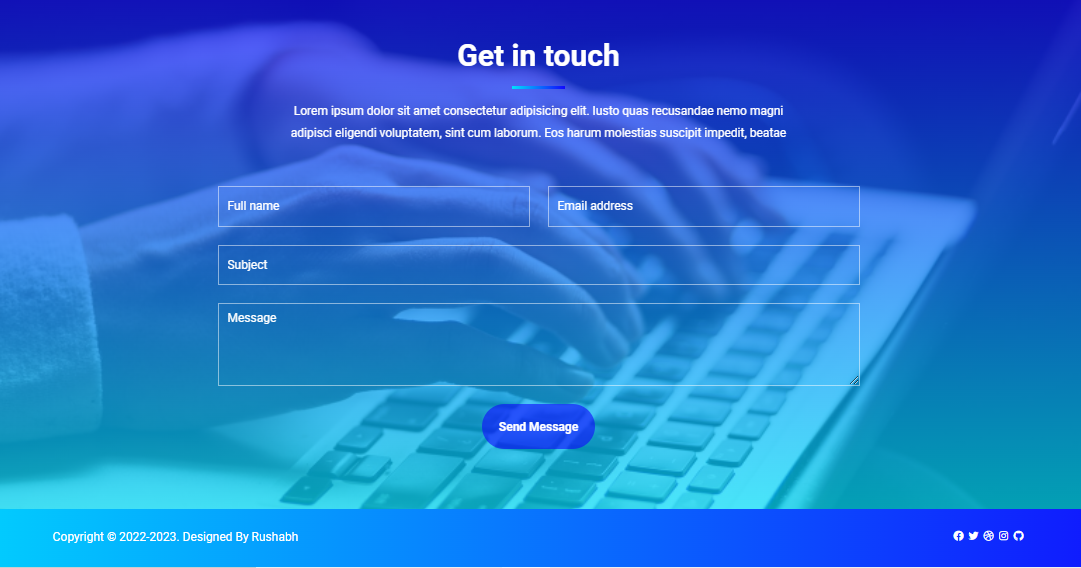 Get in touch
Lorem ipsum dolor sit amet consectetur adipisicing elit. Iusto quas recusandae nemo magni
adipisci eligendi voluptatem, sint cum laborum. Eos harum molestias suscipit impedit, beatae
Full name
Email address
Subject
Message
Send Message
Copyright © 2022-2023. Designed By Rushabh